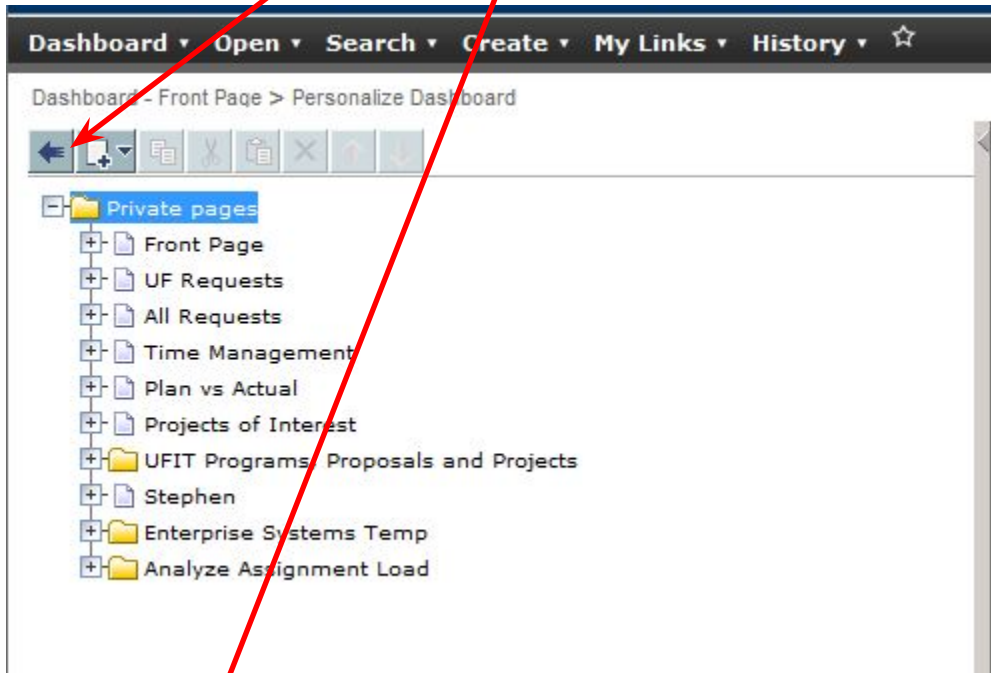 Dashboard Open Search Create My Links History
Dashboard - Front Page > Personalize Dashboard
Private pages
Front Page
UF Requests
All Requests
Time Management
Plan vs Actual
Projects of Interest
UFIT Programs, Proposals and Projects
Stephen
Enterprise Systems Temp
Analyze Assignment Load